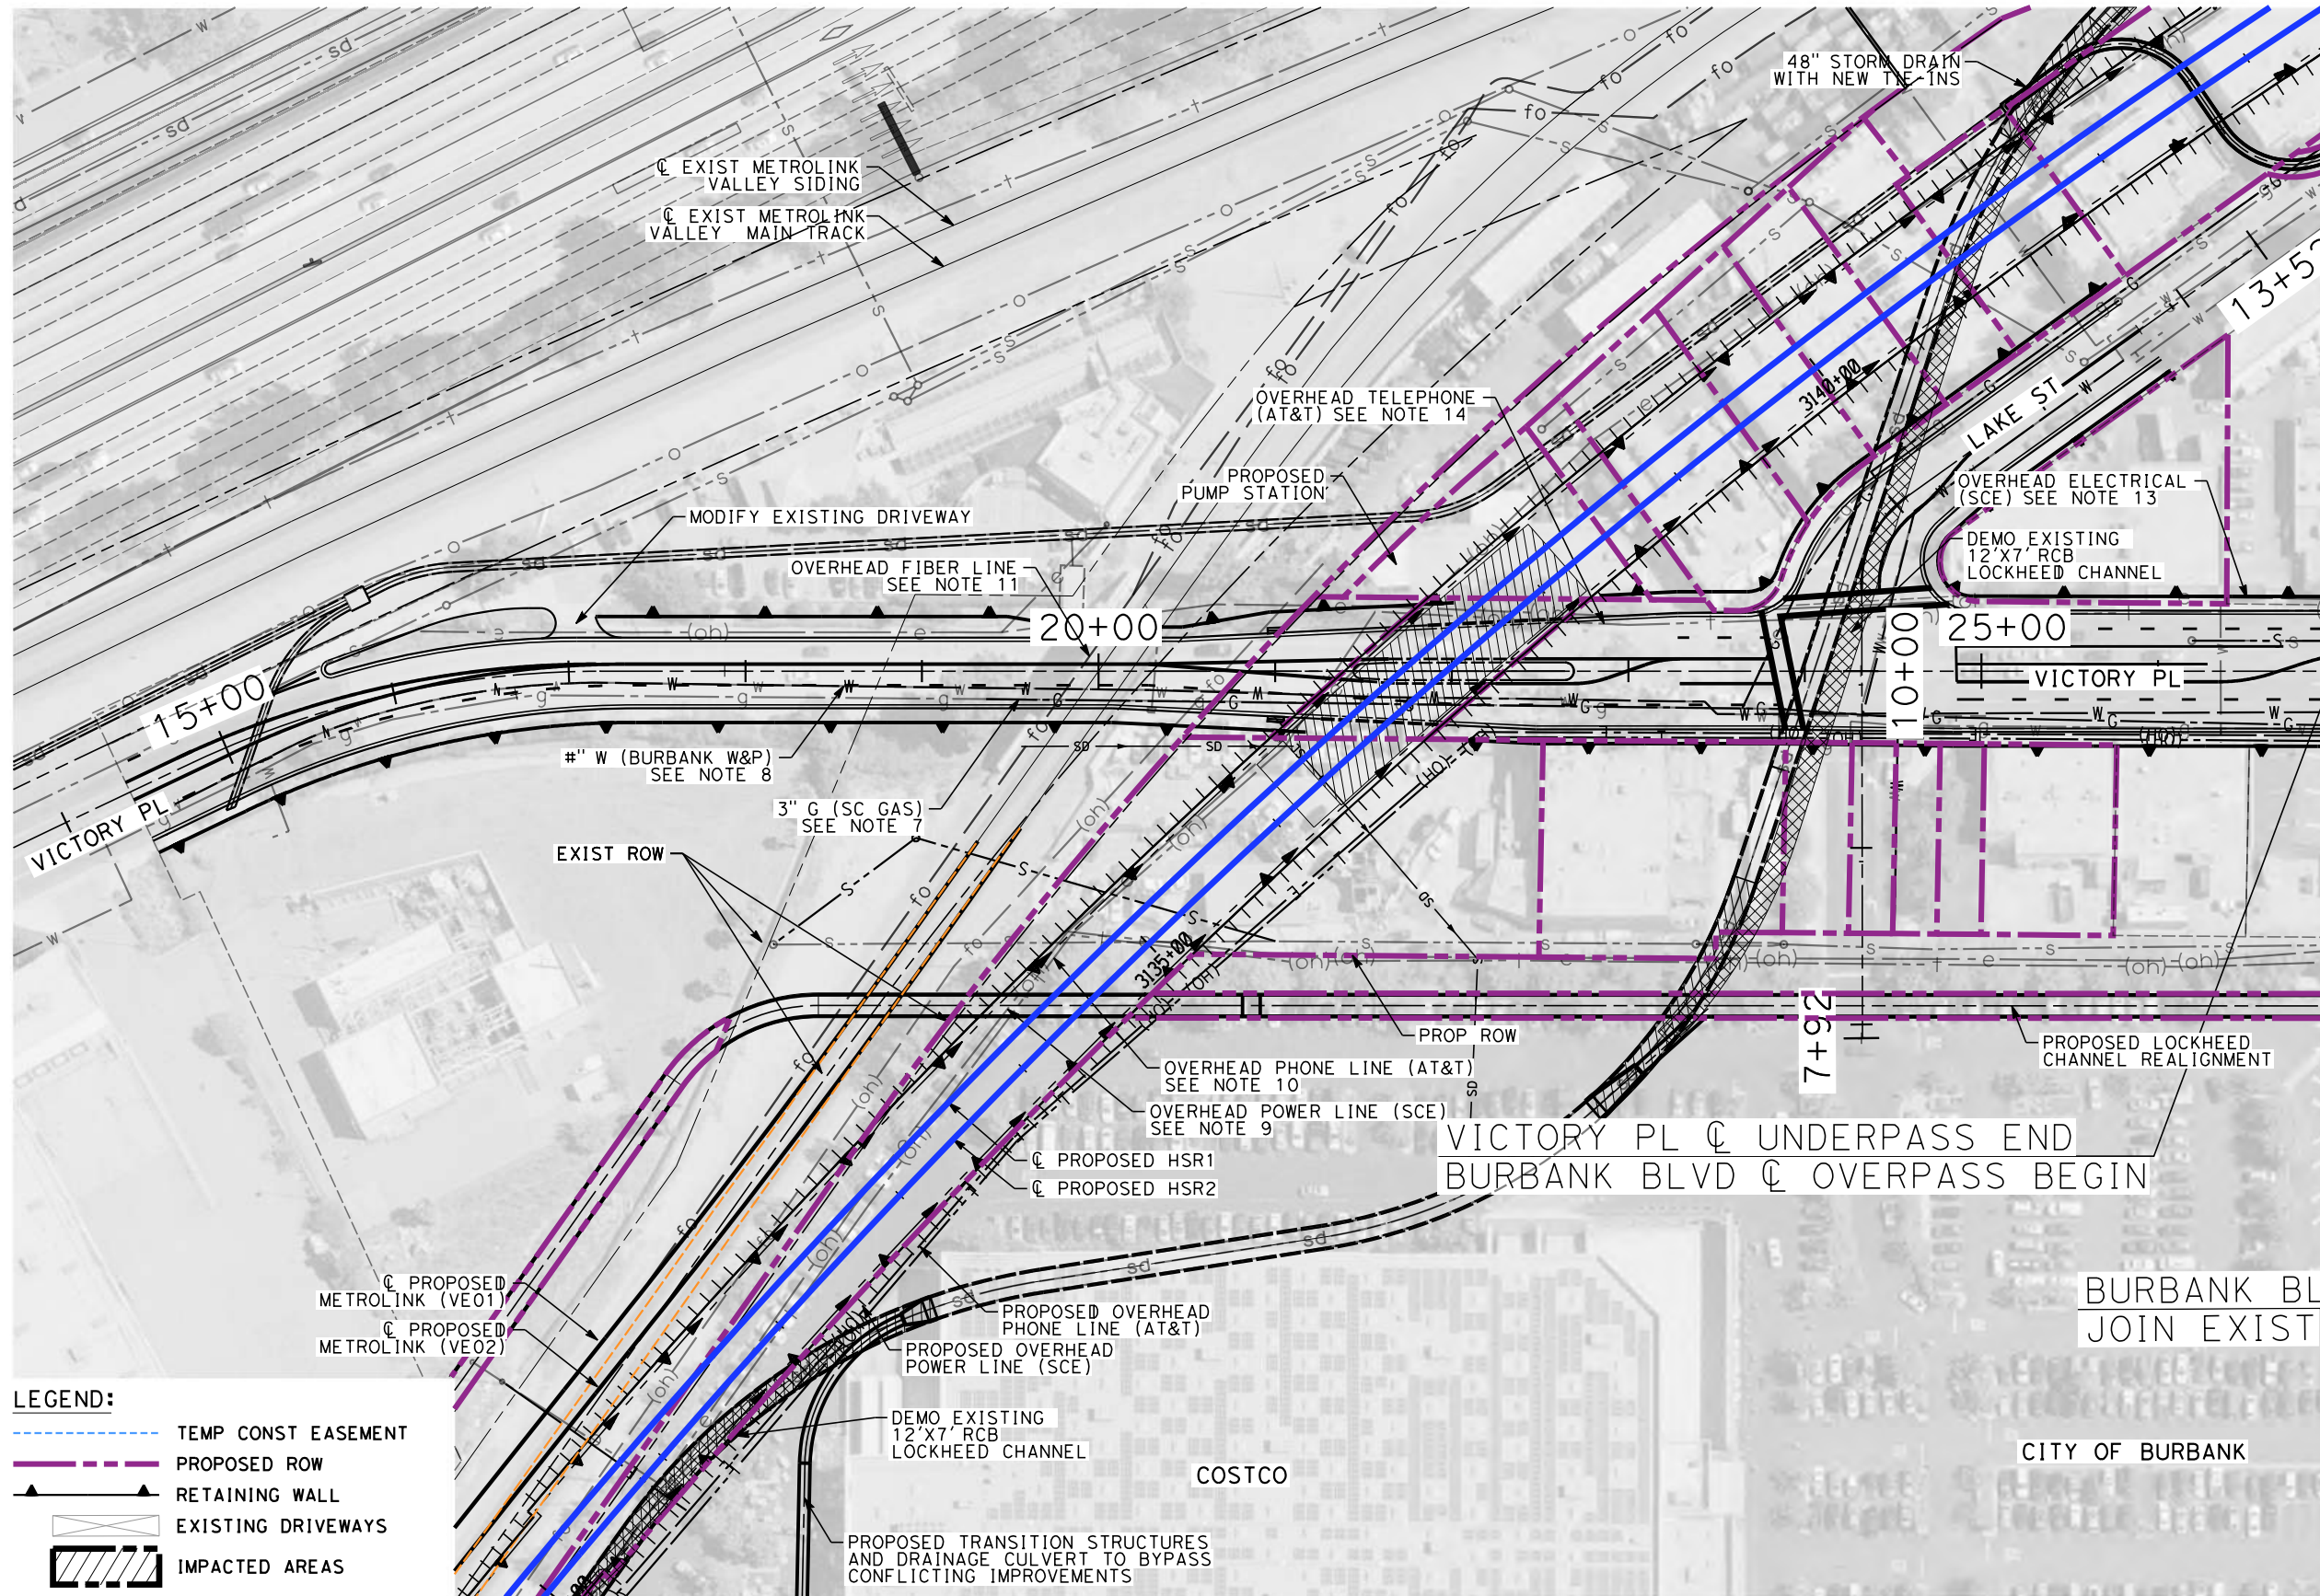 48" STORM DRAIN
WITH NEW TIE-INS
℄ EXIST METROLINK
VALLEY SIDING
℄ EXIST METROLINK
VALLEY MAIN TRACK
13+5
OVERHEAD TELEPHONE
(AT&T) SEE NOTE 14
3140+00
LAKE ST
PROPOSED
PUMP STATION
OVERHEAD ELECTRICAL
(SCE) SEE NOTE 13
MODIFY EXISTING DRIVEWAY
DEMO EXISTING
12'X7' RCB
LOCKHEED CHANNEL
OVERHEAD FIBER LINE
SEE NOTE 11
20+00
10+00
25+00
15+00
VICTORY PL
#" W (BURBANK W&P)
SEE NOTE 8
3" G (SC GAS)
SEE NOTE 7
VICTORY PL
EXIST ROW
3135+00
PROP ROW
7+92
PROPOSED LOCKHEED
CHANNEL REALIGNMENT
OVERHEAD PHONE LINE (AT&T)
SEE NOTE 10
OVERHEAD POWER LINE (SCE)
SEE NOTE 9
VICTORY PL ℄ UNDERPASS END
BURBANK BLVD ℄ OVERPASS BEGIN
℄ PROPOSED HSR1
℄ PROPOSED HSR2
℄ PROPOSED
METROLINK (VE01)
℄ PROPOSED
METROLINK (VE02)
PROPOSED OVERHEAD
PHONE LINE (AT&T)
PROPOSED OVERHEAD
POWER LINE (SCE)
BURBANK BL
JOIN EXIST
DEMO EXISTING
12'X7' RCB
LOCKHEED CHANNEL
COSTCO
CITY OF BURBANK
PROPOSED TRANSITION STRUCTURES
AND DRAINAGE CULVERT TO BYPASS
CONFLICTING IMPROVEMENTS
LEGEND:
TEMP CONST EASEMENT
PROPOSED ROW
RETAINING WALL
EXISTING DRIVEWAYS
IMPACTED AREAS